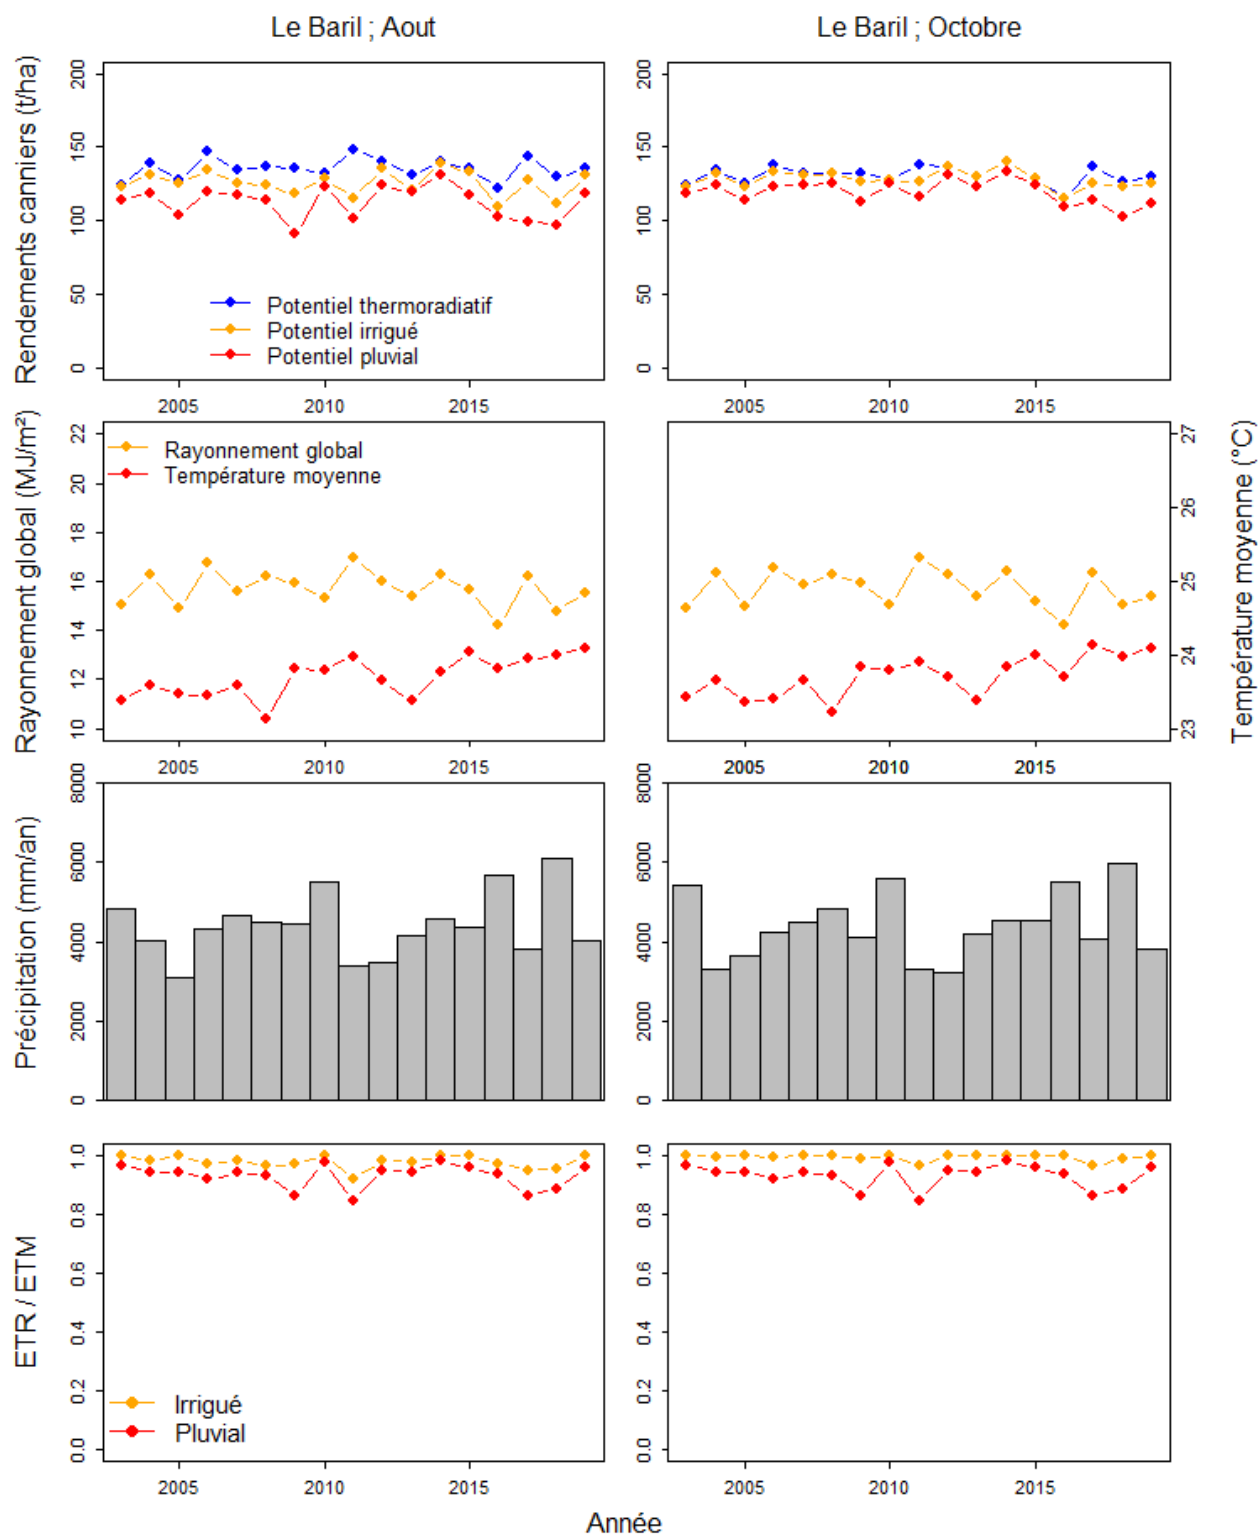 Le Baril ; Aout
Le Baril ; Octobre
Rendements canniers (t/ha)
200
150
100
50
0
Potentiel thermoradiatif
Potentiel irrigué
Potentiel pluvial
2005 2010 2015
200
150
100
50
0
2005 2010 2015
Rayonnement global (MJ/m²)
22
20
18
16
14
12
10
Rayonnement global
Température moyenne
2005 2010 2015
27
26
25
24
23
Température moyenne (°C)
2005 2010 2015
Précipitation (mm/an)
8000
6000
4000
2000
0
8000
6000
4000
2000
0
ETR / ETM
1.0
0.8
0.6
0.4
0.2
0.0
Irrigué
Pluvial
2005 2010 2015
1.0
0.8
0.6
0.4
0.2
0.0
2005 2010 2015
Année